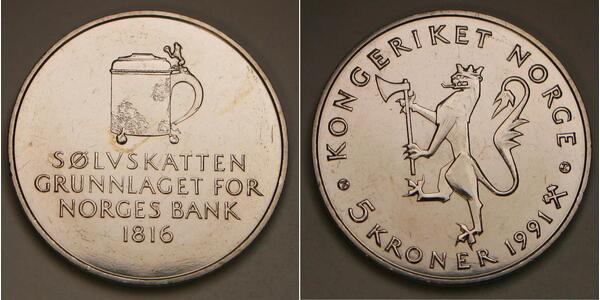 SØLVSKATTEN
GRUNNLAGET FOR
NORGES BANK
1816
KONGERIKET NORGE
5 KRONER 1991